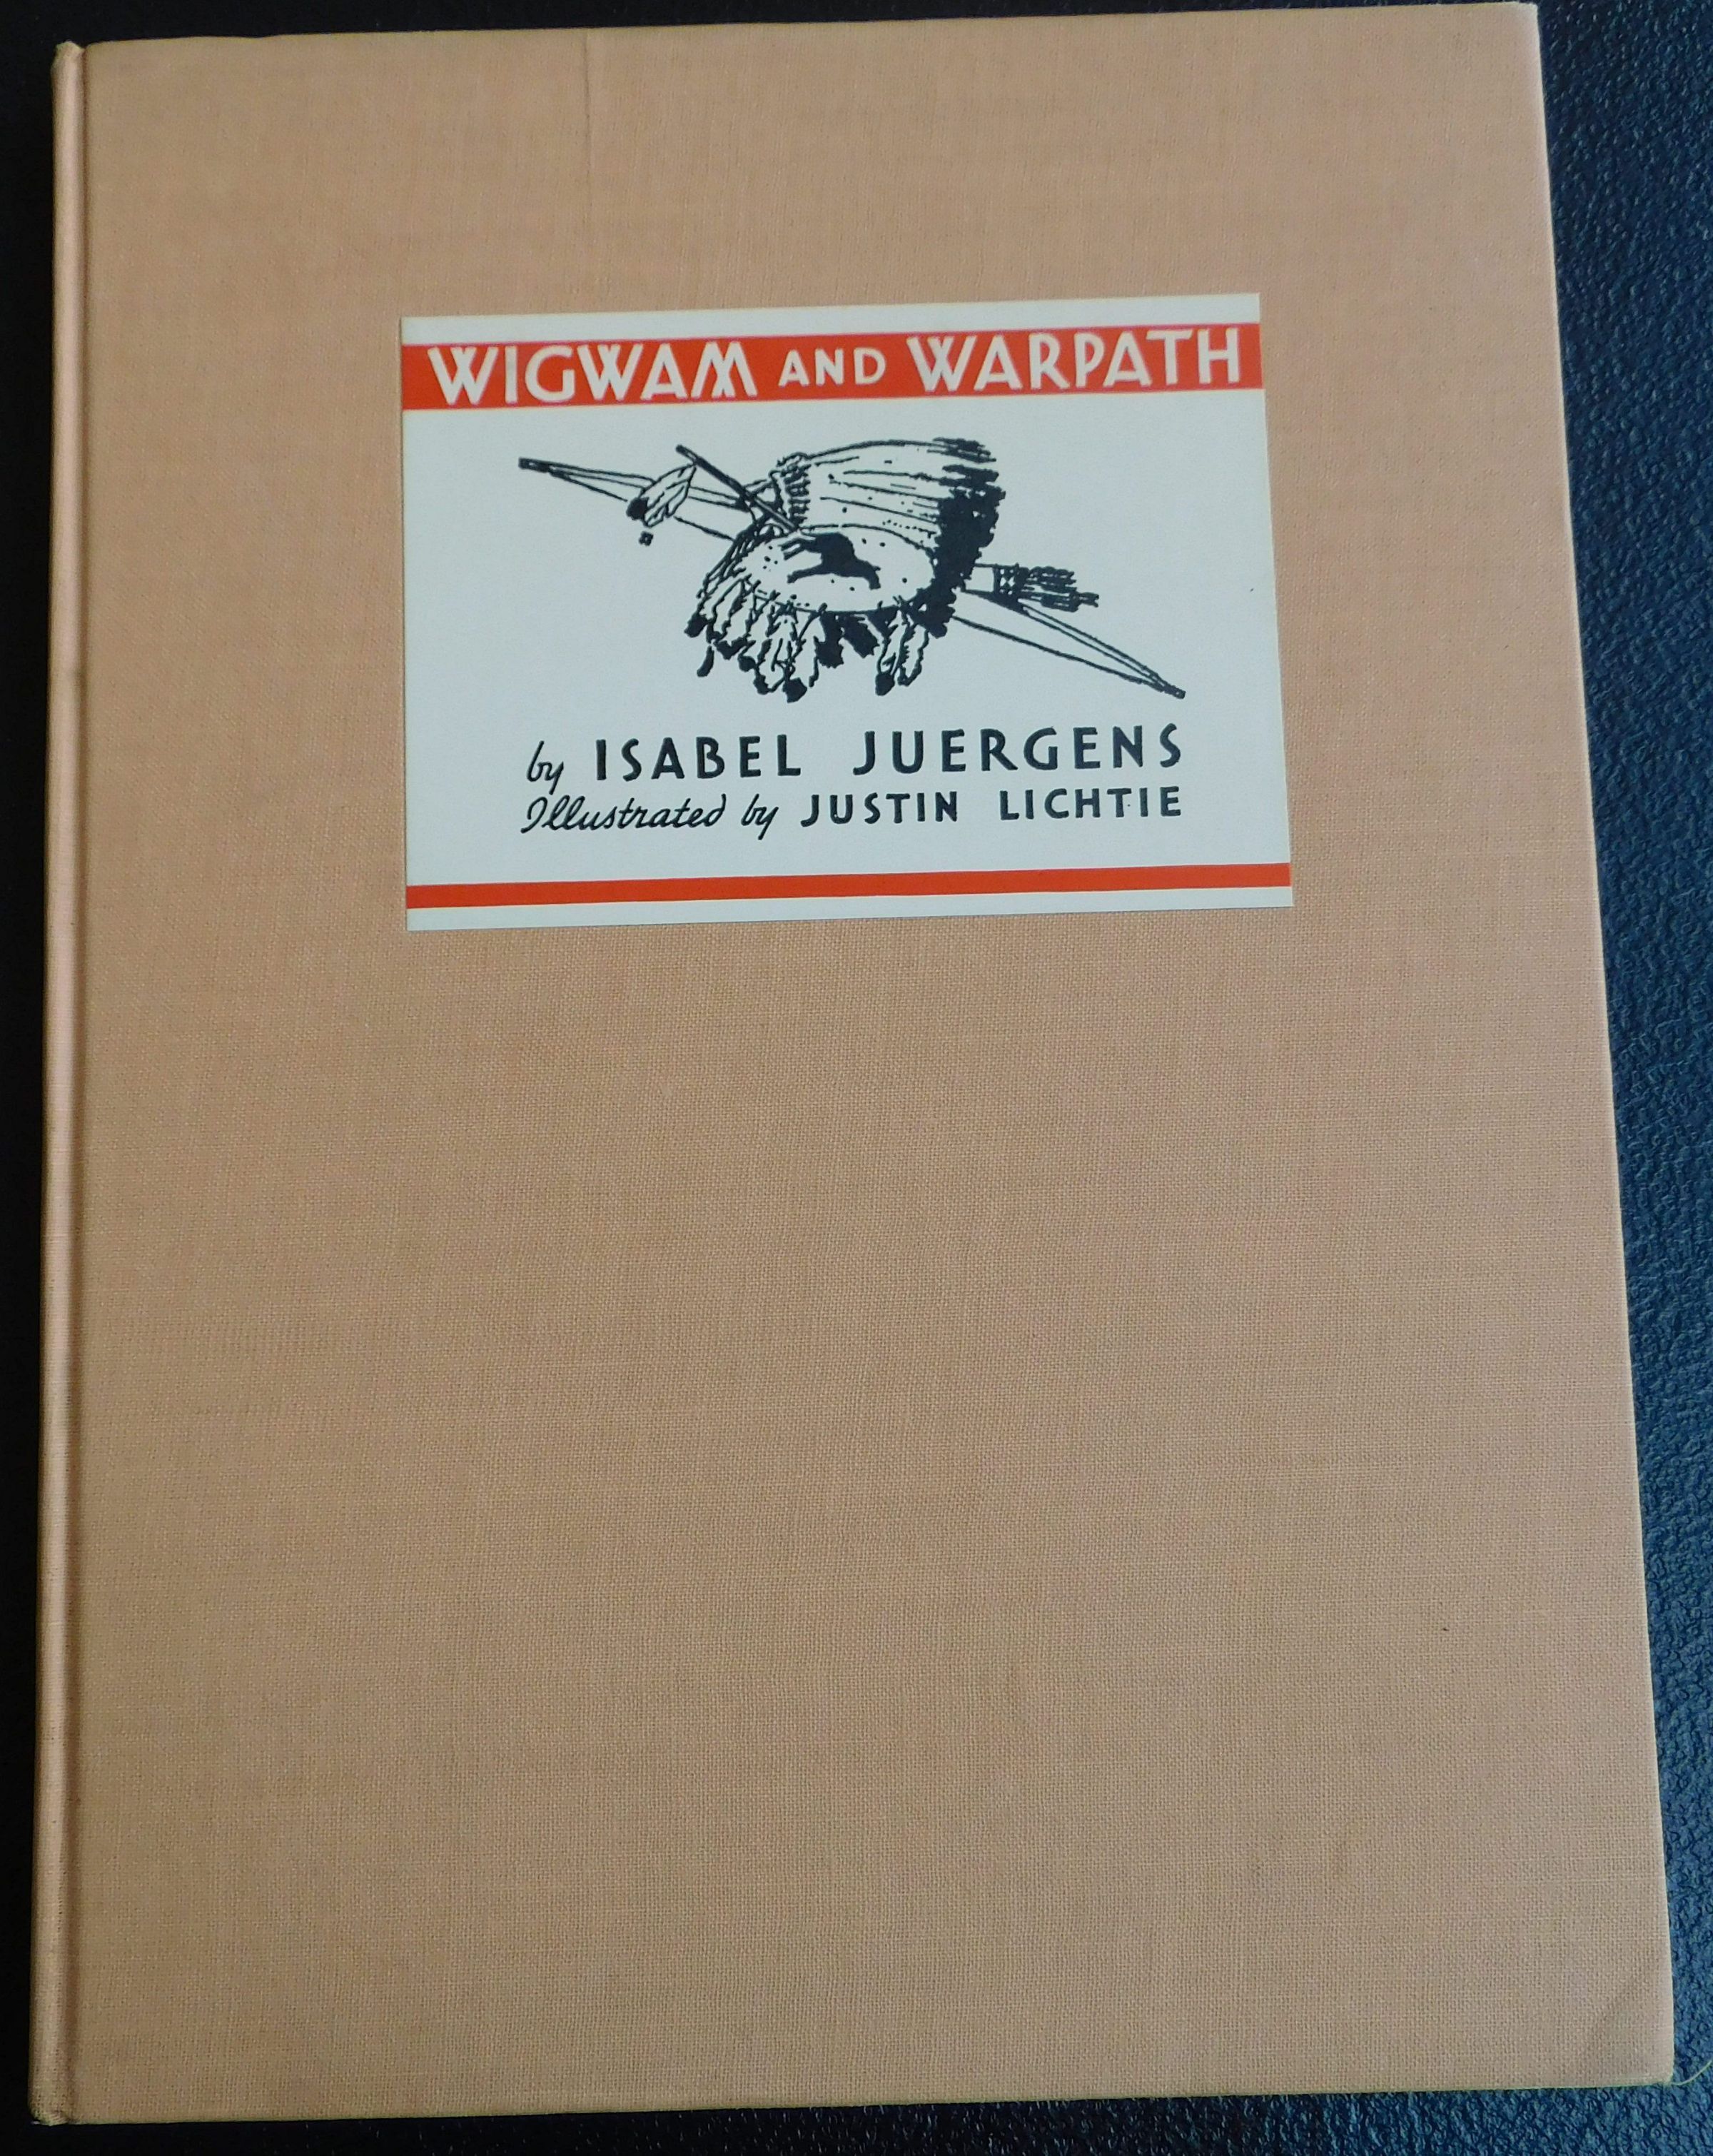 WIGWAM AND WARPATH
by ISABEL JUERGENS
Illustrated by JUSTIN LICHTIE